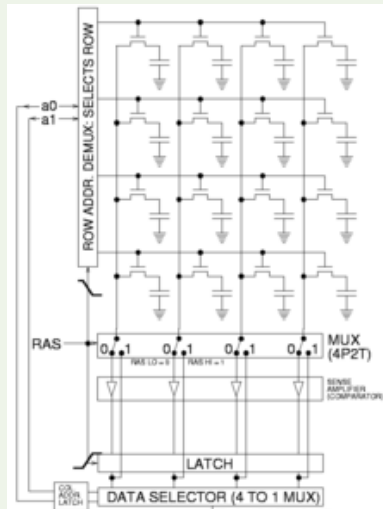 ROW ADDR. DEMUX: SELECTS ROW
a0
a1
RAS
0 1 0 1 0 1 0 1
MUX
(4P2T)
RAS LO = 0 RAS HI = 1
SENSE
AMPLIFIER
(COMPARATOR)
LATCH
COL
ADDR
LATCH
DATA SELECTOR (4 TO 1 MUX)